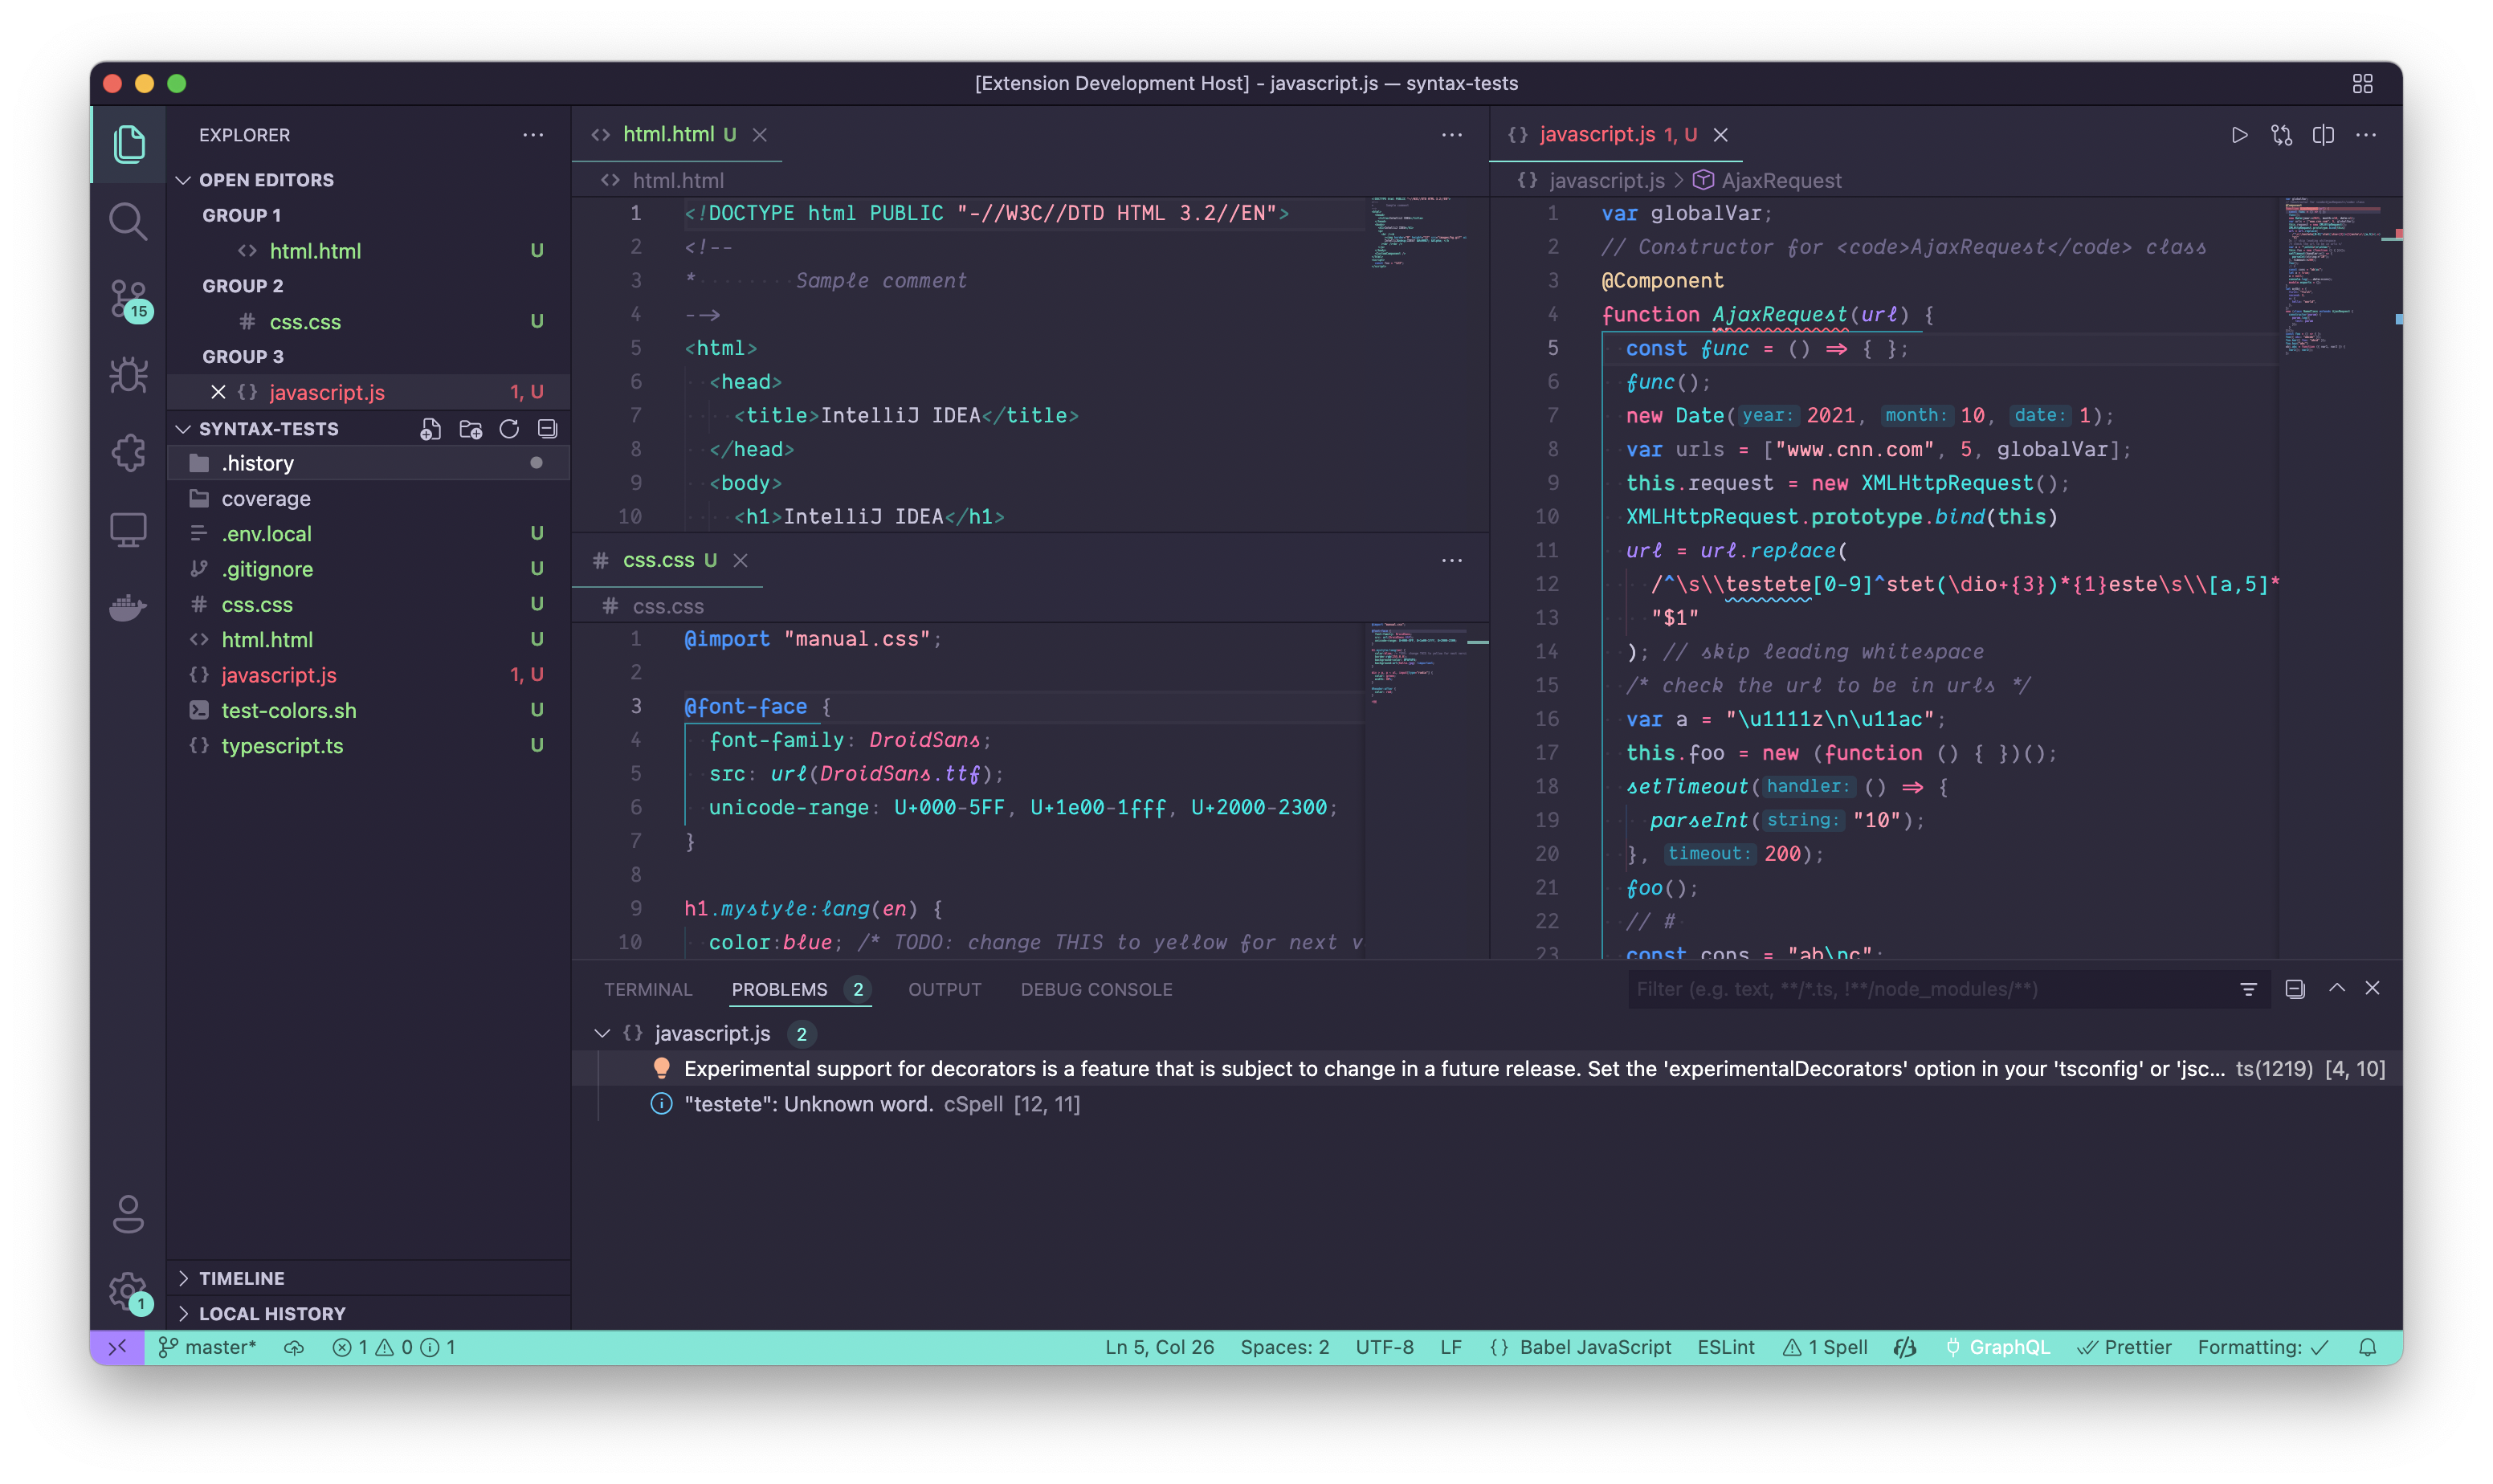 [Extension Development Host] - javascript.js — syntax-tests
EXPLORER
OPEN EDITORS
GROUP 1
html.html U
GROUP 2
css.css U
GROUP 3
javascript.js 1, U
SYNTAX-TESTS
.history
coverage
.env.local U
.gitignore U
css.css U
html.html U
javascript.js 1, U
test-colors.sh U
typescript.ts U
TIMELINE
LOCAL HISTORY
15
1
html.html U
html.html
1 <!DOCTYPE html PUBLIC "-//W3C//DTD HTML 3.2//EN">
2 <!--
3 * Sample comment
4 -->
5 <html>
6 <head>
7 <title>IntelliJ IDEA</title>
8 </head>
9 <body>
10 <h1>IntelliJ IDEA</h1>
css.css U
css.css
1 @import "manual.css";
2
3 @font-face {
4 font-family: DroidSans;
5 src: url(DroidSans.ttf);
6 unicode-range: U+000-5FF, U+1e00-1fff, U+2000-2300;
7 }
8
9 h1.mystyle:lang(en) {
10 color:blue; /* TODO: change THIS to yellow for next v
javascript.js 1, U
javascript.js > AjaxRequest
1 var globalVar;
2 // Constructor for <code>AjaxRequest</code> class
3 @Component
4 function AjaxRequest(url) {
5 const func = () => { };
6 func();
7 new Date(year: 2021, month: 10, date: 1);
8 var urls = ["www.cnn.com", 5, globalVar];
9 this.request = new XMLHttpRequest();
10 XMLHttpRequest.prototype.bind(this)
11 url = url.replace(
12 /^\s\\testete[0-9]^stet(\dio+{3})*{1}este\s\\[a,5]*
13 "$1"
14 ); // skip leading whitespace
15 /* check the url to be in urls */
16 var a = "\u1111z\n\u11ac";
17 this.foo = new (function () { })();
18 setTimeout(handler: () => {
19 parseInt(string: "10");
20 }, timeout: 200);
21 foo();
22 // #
23 const cons = "ab\nc";
TERMINAL PROBLEMS 2 OUTPUT DEBUG CONSOLE
Filter (e.g. text, **/*.ts, !**/node_modules/**)
javascript.js 2
Experimental support for decorators is a feature that is subject to change in a future release. Set the 'experimentalDecorators' option in your 'tsconfig' or 'jsc... ts(1219) [4, 10]
"testete": Unknown word. cSpell [12, 11]
master* 1 0 1 Ln 5, Col 26 Spaces: 2 UTF-8 LF {} Babel JavaScript ESLint 1 Spell GraphQL Prettier Formatting: ✓